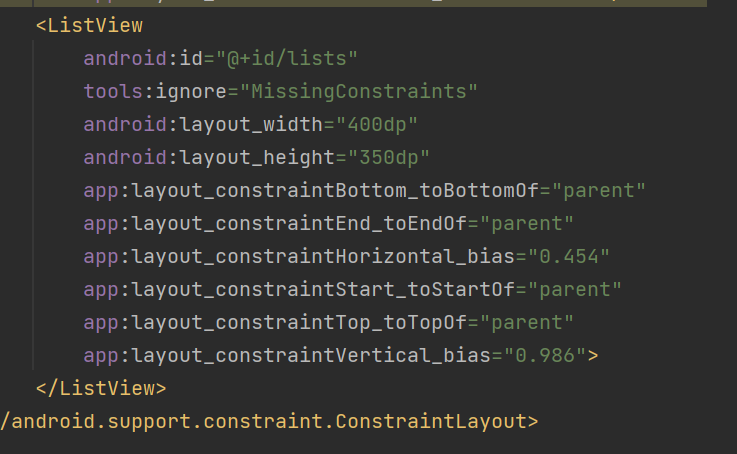 <ListView
android:id="@+id/lists"
tools:ignore="MissingConstraints"
android:layout_width="400dp"
android:layout_height="350dp"
app:layout_constraintBottom_toBottomOf="parent"
app:layout_constraintEnd_toEndOf="parent"
app:layout_constraintHorizontal_bias="0.454"
app:layout_constraintStart_toStartOf="parent"
app:layout_constraintTop_toTopOf="parent"
app:layout_constraintVertical_bias="0.986">
</ListView>
/android.support.constraint.ConstraintLayout>